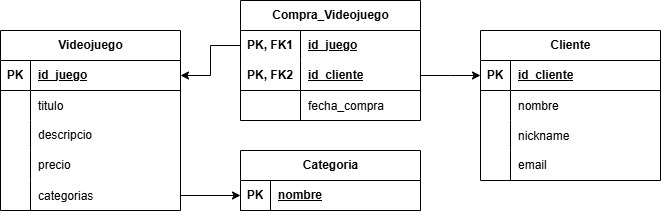 Compra_Videojuego
PK, FK1 id_juego
PK, FK2 id_cliente
fecha_compra
Videojuego
PK id_juego
titulo
descripcio
precio
categorias
Categoria
PK nombre
Cliente
PK id_cliente
nombre
nickname
email